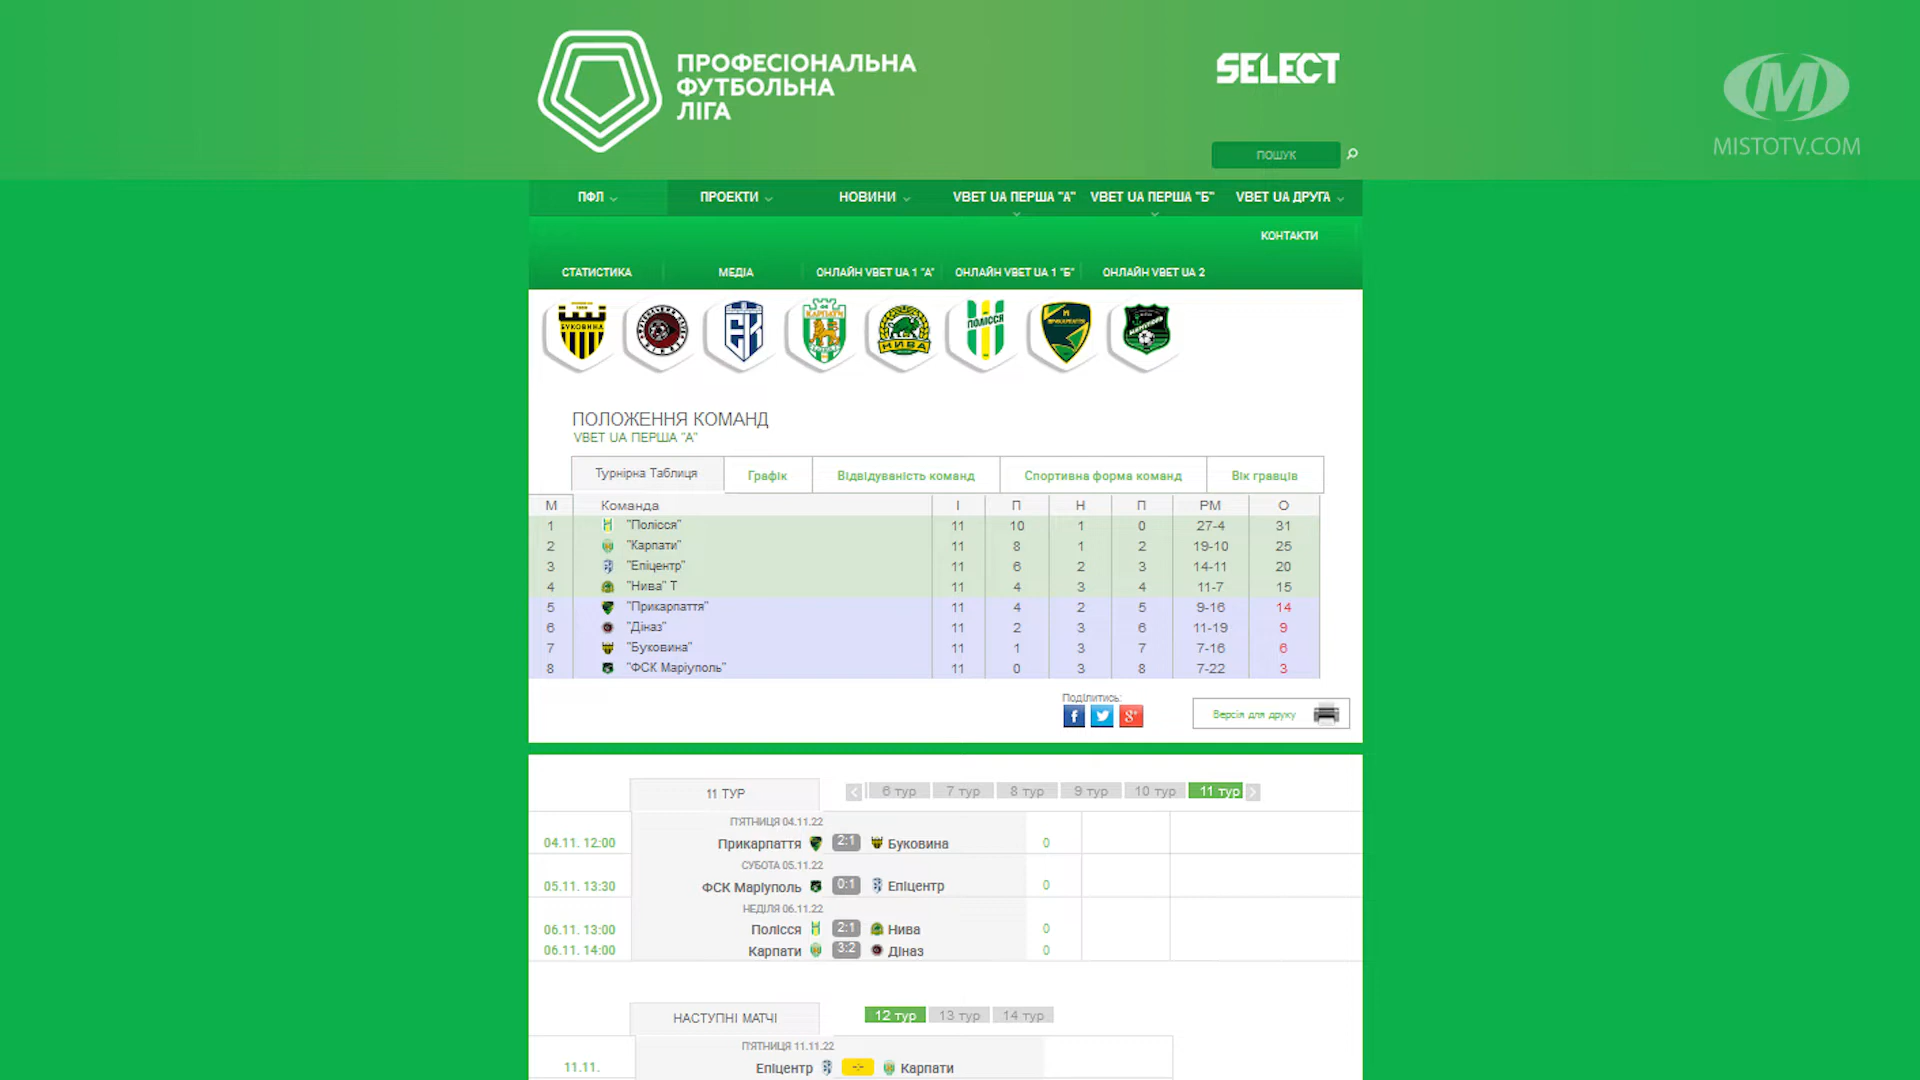 ПРОФЕСІОНАЛЬНА
ФУТБОЛЬНА
ЛІГА
SELECT
MISTOTV.COM
ПОШУК
ПФЛ ПРОЕКТИ НОВИНИ VBET UA ПЕРША "А" VBET UA ПЕРША "Б" VBET UA ДРУГА
КОНТАКТИ
СТАТИСТИКА МЕДІА ОНЛАЙН VBET UA 1 "А" ОНЛАЙН VBET UA 1 "Б" ОНЛАЙН VBET UA 2
БУКОВИНА КАРПАТИ НИВА ПОЛІССЯ
ПОЛОЖЕННЯ КОМАНД
VBET UA ПЕРША "А"
Турнірна Таблиця Графік Відвідуваність команд Спортивна форма команд Вік гравців
М Команда І П Н П РМ О
1 "Полісся" 11 10 1 0 27-4 31
2 "Карпати" 11 8 1 2 19-10 25
3 "Епіцентр" 11 6 2 3 14-11 20
4 "Нива" Т 11 4 3 4 11-7 15
5 "Прикарпаття" 11 4 2 5 9-16 14
6 "Діназ" 11 2 3 6 11-19 9
7 "Буковина" 11 1 3 7 7-16 6
8 "ФСК Маріуполь" 11 0 3 8 7-22 3
Поділитись:
Версія для друку
11 ТУР 6 тур 7 тур 8 тур 9 тур 10 тур 11 тур
П'ЯТНИЦЯ 04.11.22
04.11. 12:00 Прикарпаття 2:1 Буковина 0
СУБОТА 05.11.22
05.11. 13:30 ФСК Маріуполь 0:1 Епіцентр 0
НЕДІЛЯ 06.11.22
06.11. 13:00 Полісся 2:1 Нива 0
06.11. 14:00 Карпати 3:2 Діназ 0
НАСТУПНІ МАТЧІ 12 тур 13 тур 14 тур
П'ЯТНИЦЯ 11.11.22
11.11. Епіцентр -:- Карпати